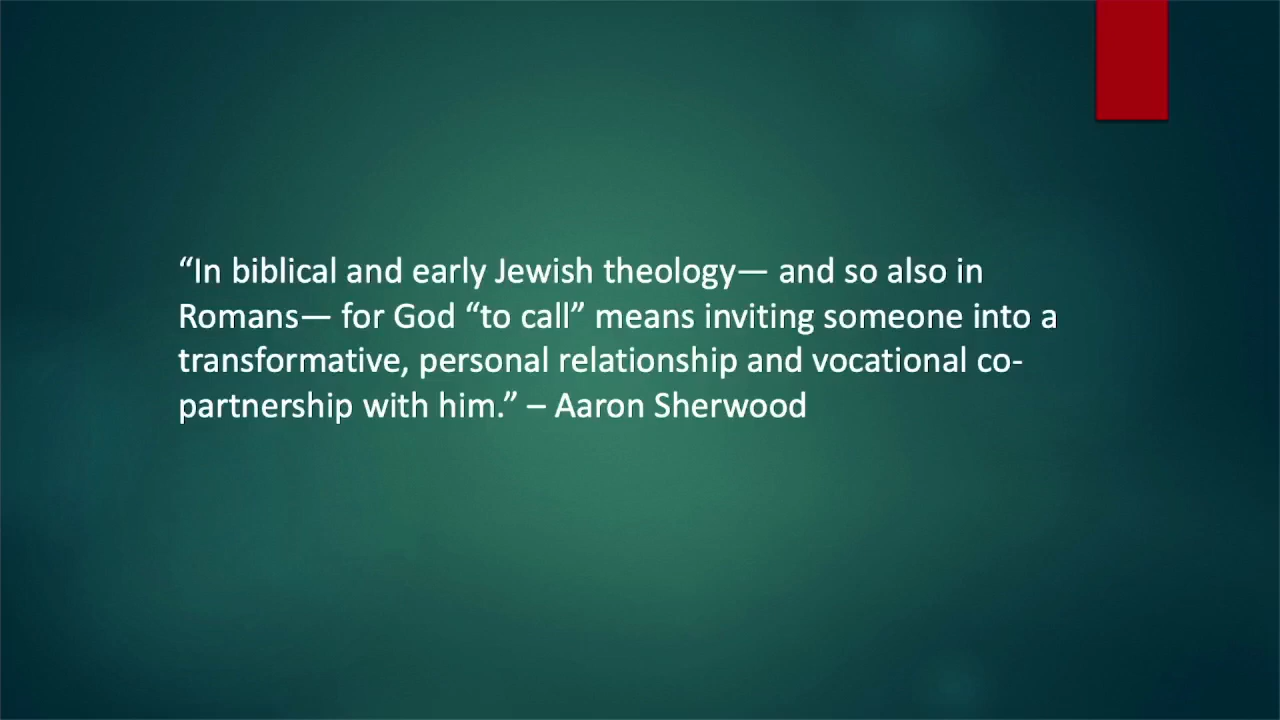 “In biblical and early Jewish theology— and so also in
Romans— for God “to call” means inviting someone into a
transformative, personal relationship and vocational co-
partnership with him.” – Aaron Sherwood